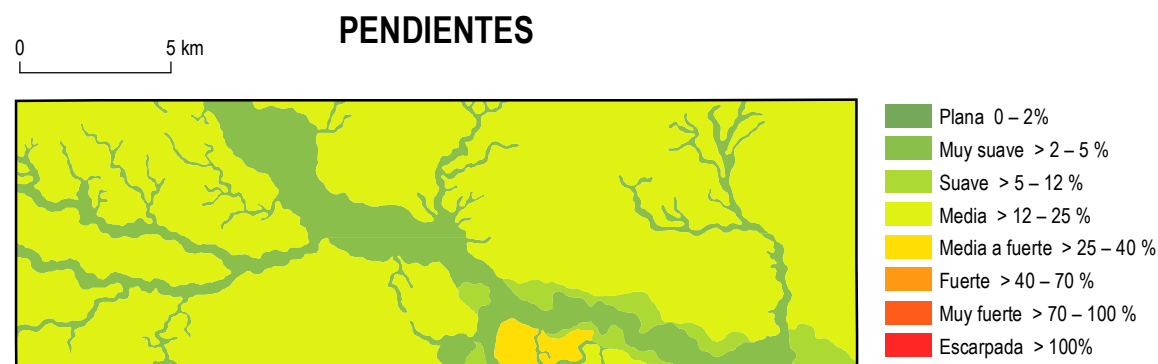 PENDIENTES
0 5 km
Plana 0 – 2%
Muy suave > 2 – 5 %
Suave > 5 – 12 %
Media > 12 – 25 %
Media a fuerte > 25 – 40 %
Fuerte > 40 – 70 %
Muy fuerte > 70 – 100 %
Escarpada > 100%